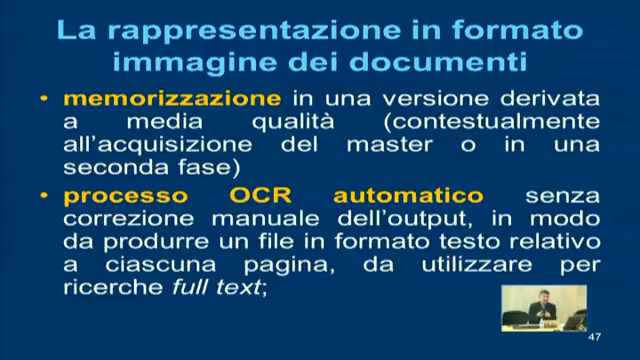 La rappresentazione in formato
immagine dei documenti
• memorizzazione in una versione derivata
a media qualità (contestualmente
all'acquisizione del master o in una
seconda fase)
• processo OCR automatico senza
correzione manuale dell'output, in modo
da produrre un file in formato testo relativo
a ciascuna pagina, da utilizzare per
ricerche full text;
47